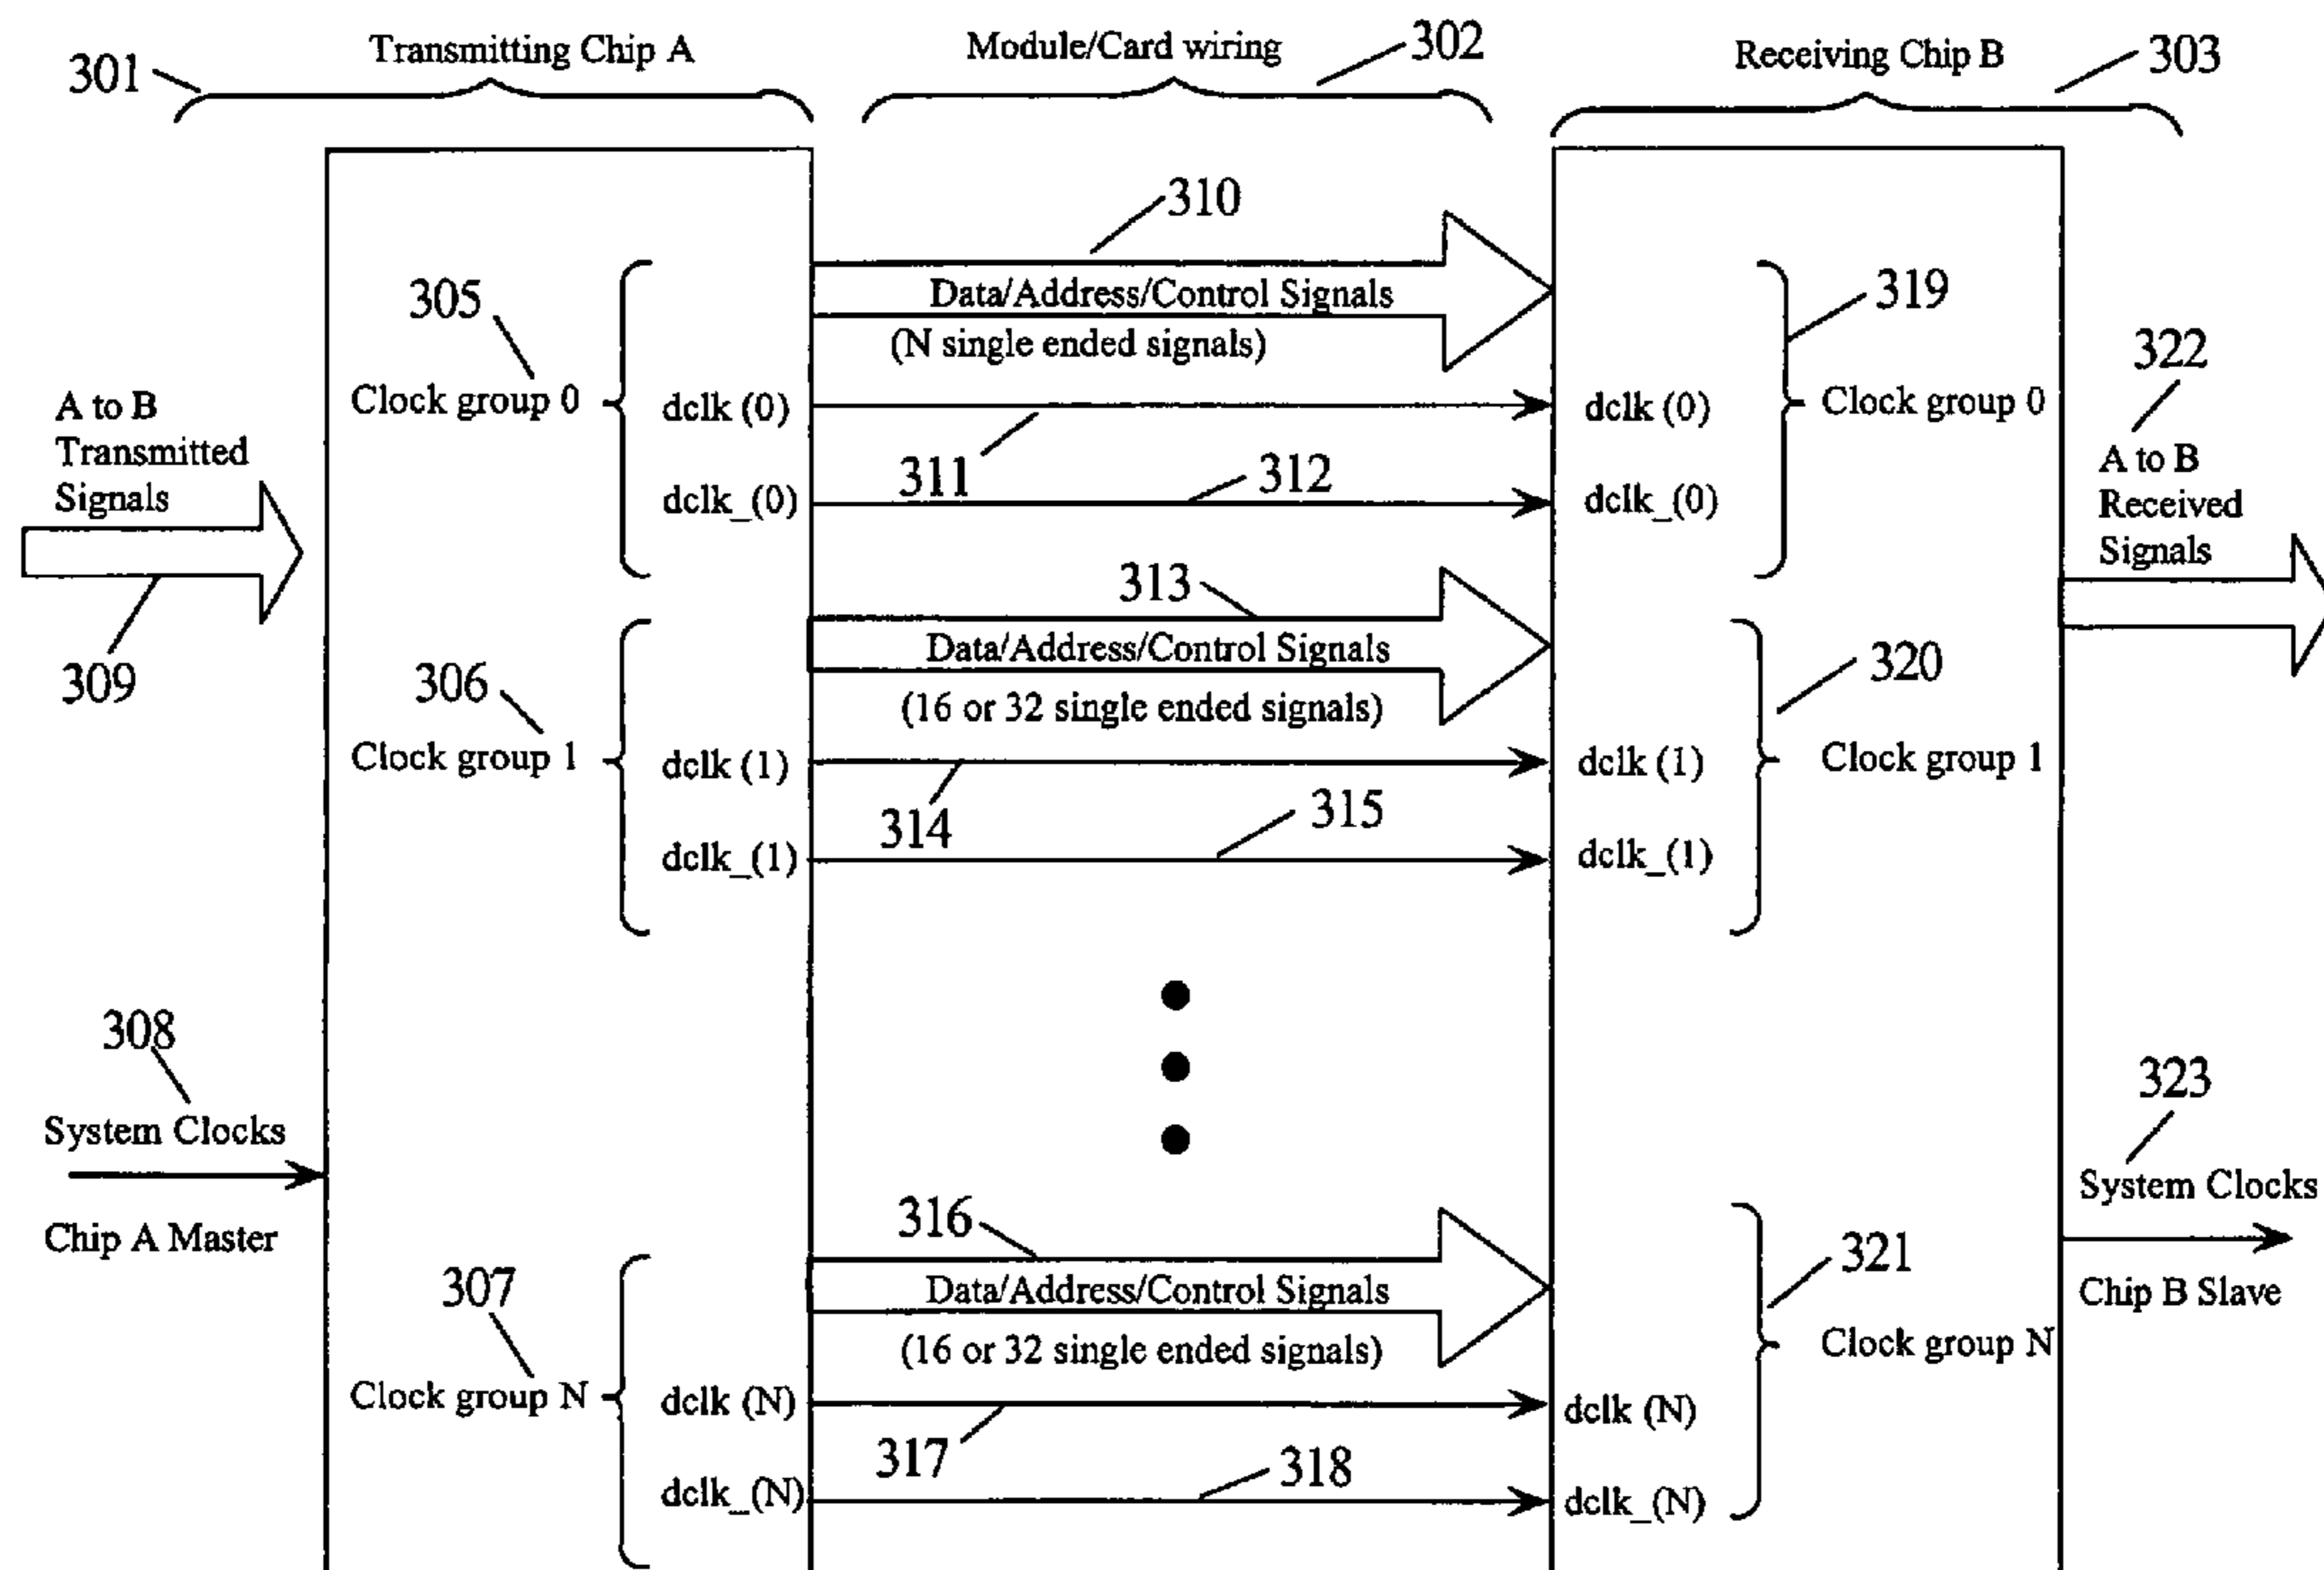 301
Transmitting Chip A
Module/Card wiring
302
Receiving Chip B
303
310
305
Data/Address/Control Signals
319
(N single ended signals)
322
A to B
Transmitted
Signals
Clock group 0
dclk (0)
dclk (0)
Clock group 0
311
312
A to B
Received
Signals
dclk_(0)
dclk_(0)
313
309
306
Data/Address/Control Signals
320
(16 or 32 single ended signals)
Clock group 1
dclk (1)
dclk (1)
Clock group 1
314
315
dclk_(1)
dclk_(1)
308
323
System Clocks
System Clocks
Chip A Master
316
307
Data/Address/Control Signals
321
Chip B Slave
(16 or 32 single ended signals)
Clock group N
Clock group N
dclk (N)
dclk (N)
317
318
dclk_(N)
dclk_(N)